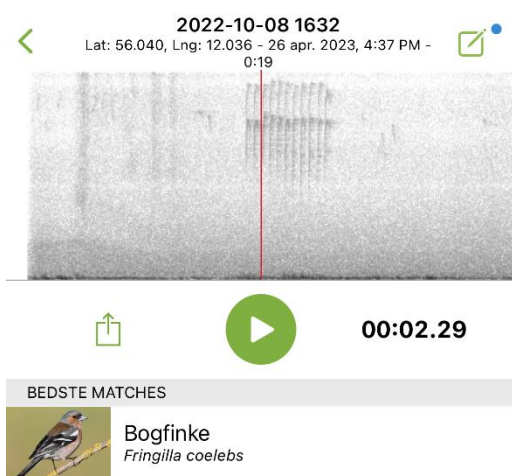 2022-10-08 1632
Lat: 56.040, Lng: 12.036 - 26 apr. 2023, 4:37 PM -
0:19
00:02.29
BEDSTE MATCHES
Bogfinke
Fringilla coelebs